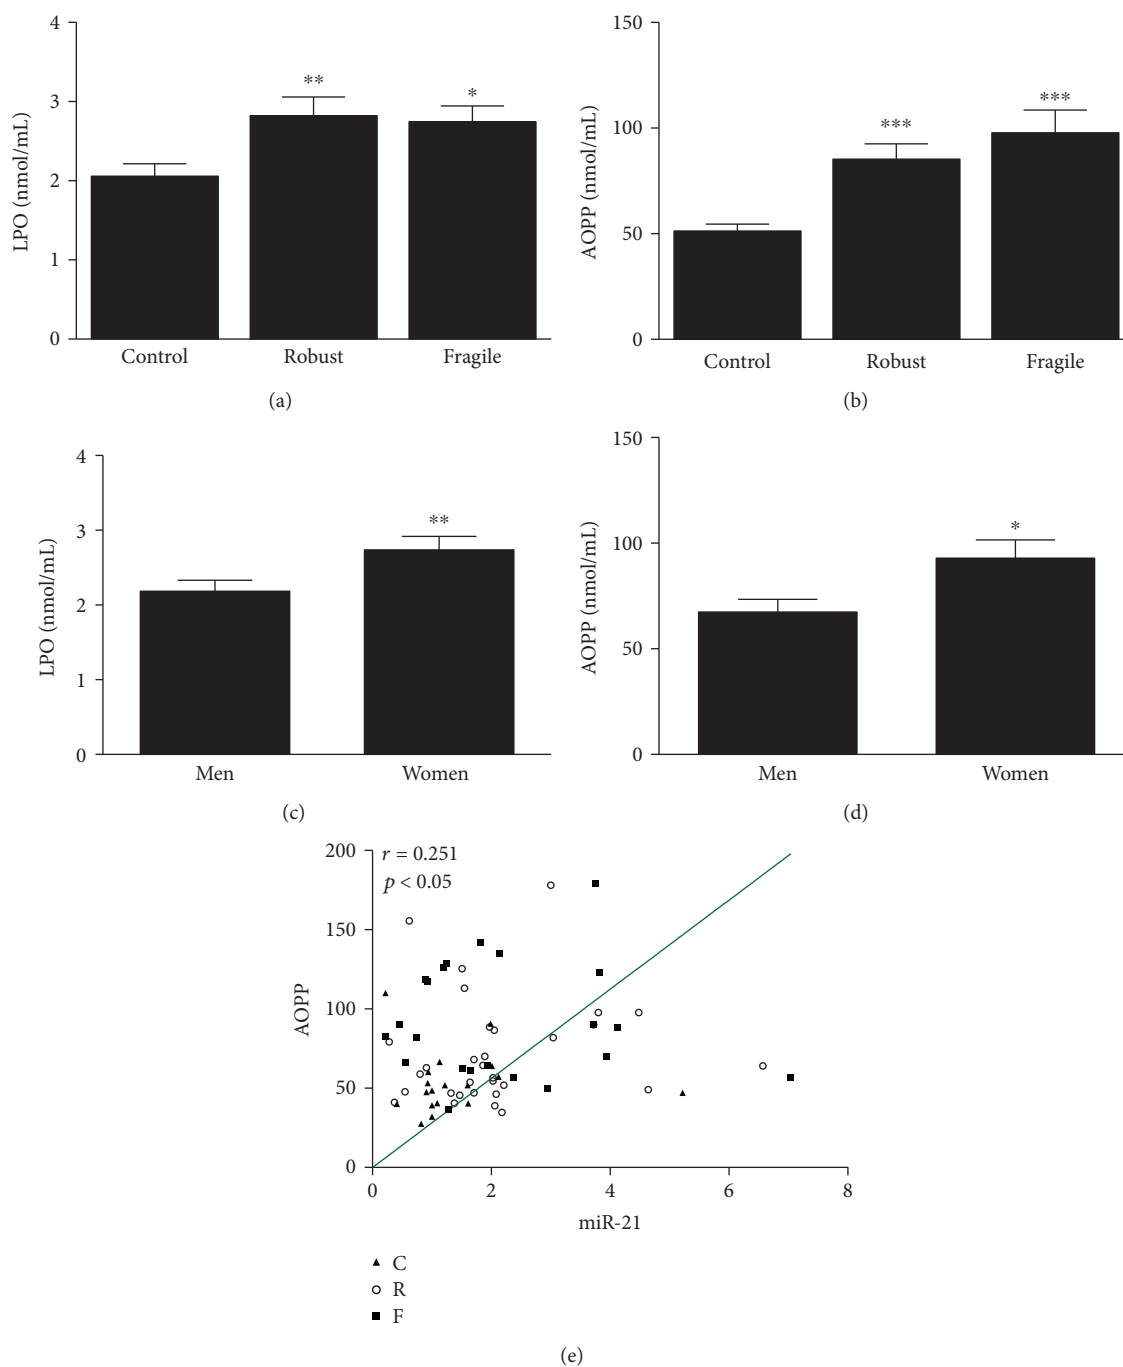 4
3
2
1
0
LPO (nmol/mL)
**
*
Control Robust Fragile
(a)
150
100
50
0
AOPP (nmol/mL)
***
***
Control Robust Fragile
(b)
4
3
2
1
0
LPO (nmol/mL)
**
Men Women
(c)
150
100
50
0
AOPP (nmol/mL)
*
Men Women
(d)
200
150
100
50
0
AOPP
r = 0.251
p < 0.05
0 2 4 6 8
miR-21
C
R
F
(e)